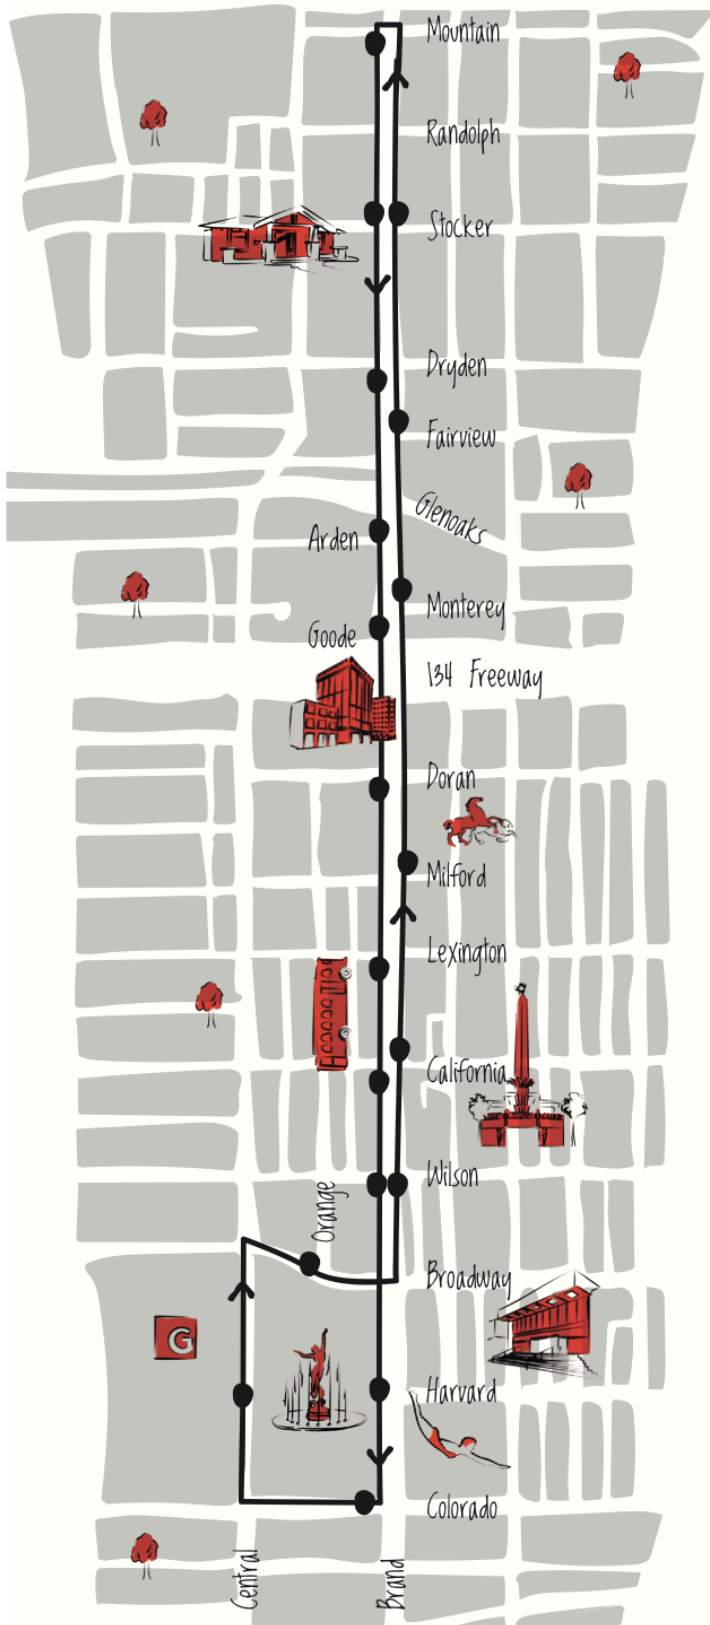 Mountain
Randolph
Stocker
Dryden
Fairview
Glenoaks
Arden
Monterey
Goode
134 Freeway
Doran
Milford
Lexington
California
Wilson
Orange
Broadway
G
Harvard
Colorado
Central
Brand